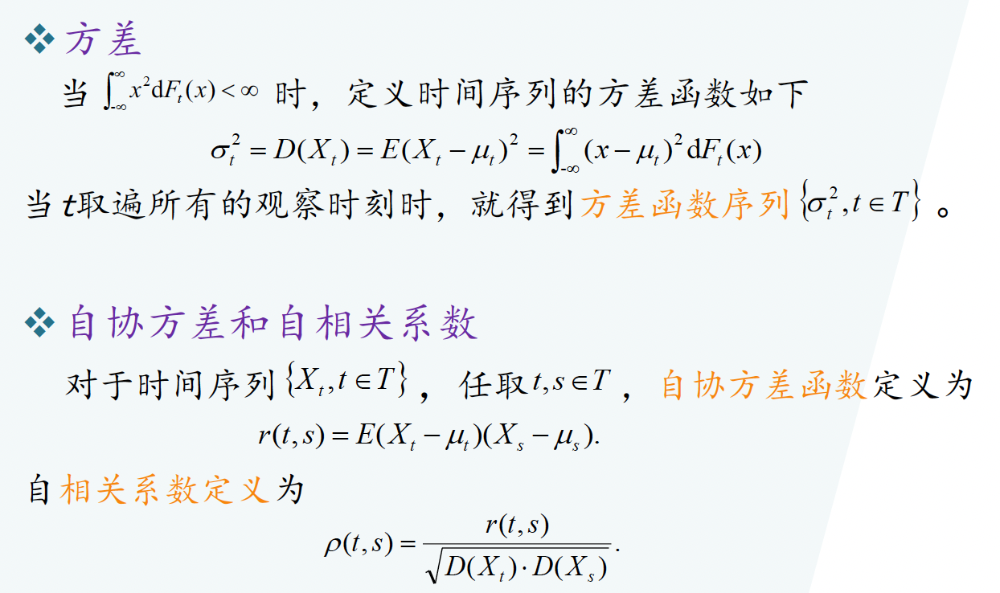 ❖ 方差
当 $\int_{-\infty}^{\infty} x^2 \mathrm{d}F_t(x) < \infty$ 时，定义时间序列的方差函数如下
$\sigma_t^2 = D(X_t) = E(X_t - \mu_t)^2 = \int_{-\infty}^{\infty} (x - \mu_t)^2 \mathrm{d}F_t(x)$
当 t取遍所有的观察时刻时，就得到方差函数序列 $\{\sigma_t^2, t \in T\}$ 。
❖ 自协方差和自相关系数
对于时间序列 $\{X_t, t \in T\}$ ，任取 $t, s \in T$ ，自协方差函数定义为
$r(t,s) = E(X_t - \mu_t)(X_s - \mu_s).$
自相关系数定义为
$\rho(t,s) = \frac{r(t,s)}{\sqrt{D(X_t) \cdot D(X_s)}}.$